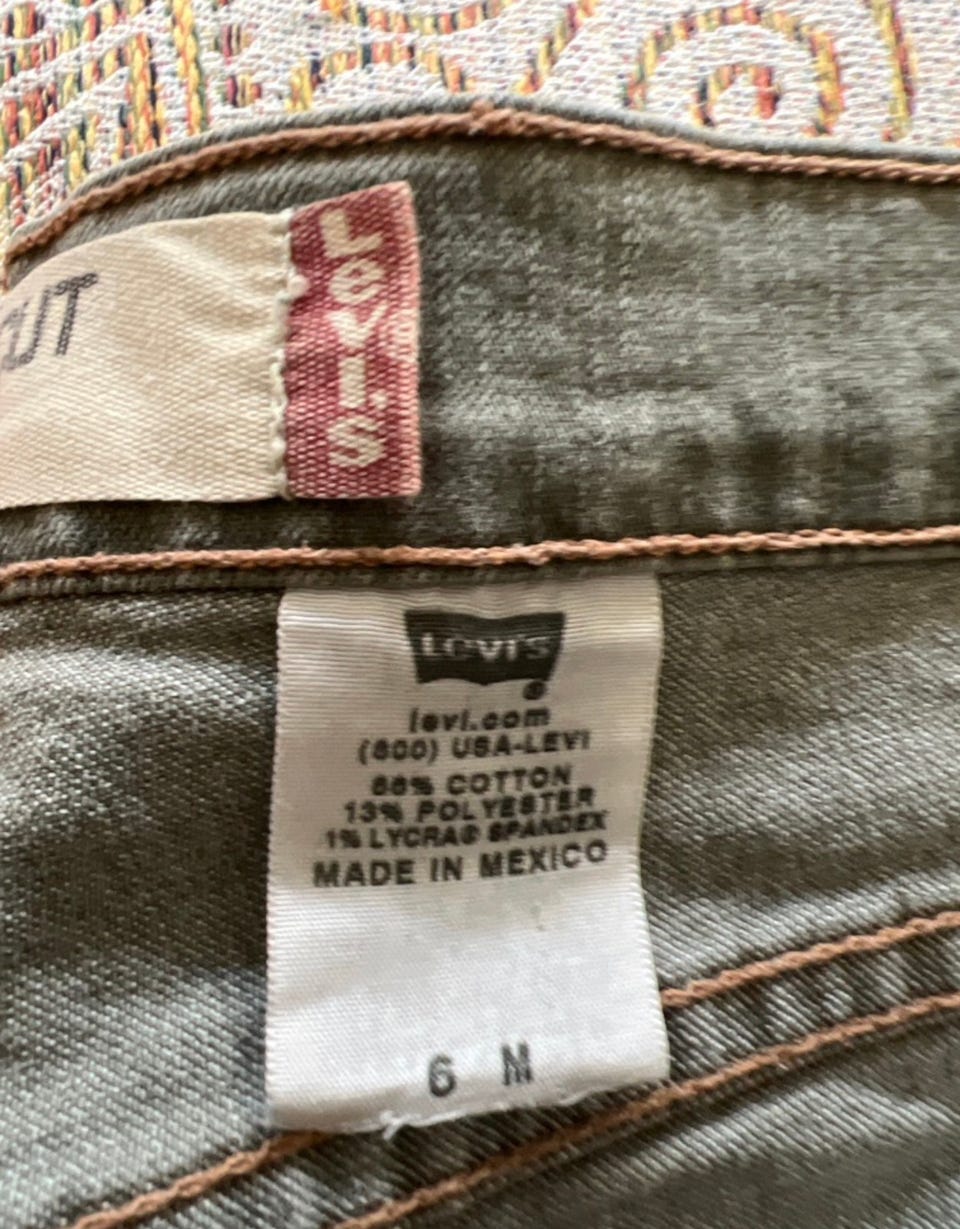 CUT
Levi's
LEVI'S
®
levi.com
(800) USA-LEVI
86% COTTON
13% POLYESTER
1% LYCRA® SPANDEX
MADE IN MEXICO
6 M